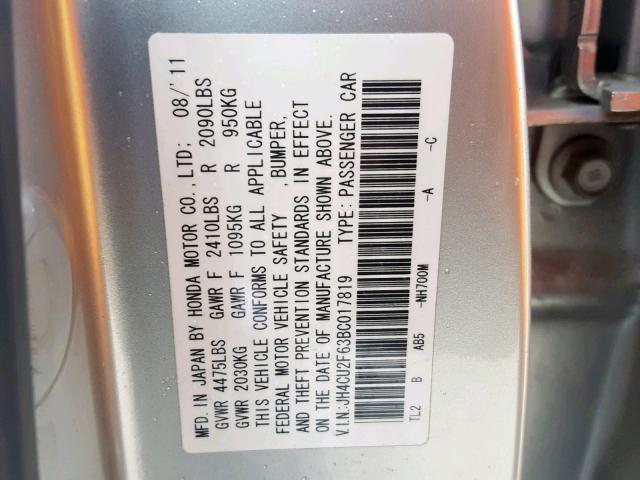 MFD. IN JAPAN BY HONDA MOTOR CO., LTD; 08/'11
GVWR 4475LBS GAWR F 2410LBS R 2090LBS
GVWR 2030KG GAWR F 1095KG R 950KG
THIS VEHICLE CONFORMS TO ALL APPLICABLE
FEDERAL MOTOR VEHICLE SAFETY , BUMPER,
AND THEFT PREVENTION STANDARDS IN EFFECT
ON THE DATE OF MANUFACTURE SHOWN ABOVE.
V.I.N:JH4CU2F63BC017819 TYPE: PASSENGER CAR
TL2 B AB5 -NH700M -A -C